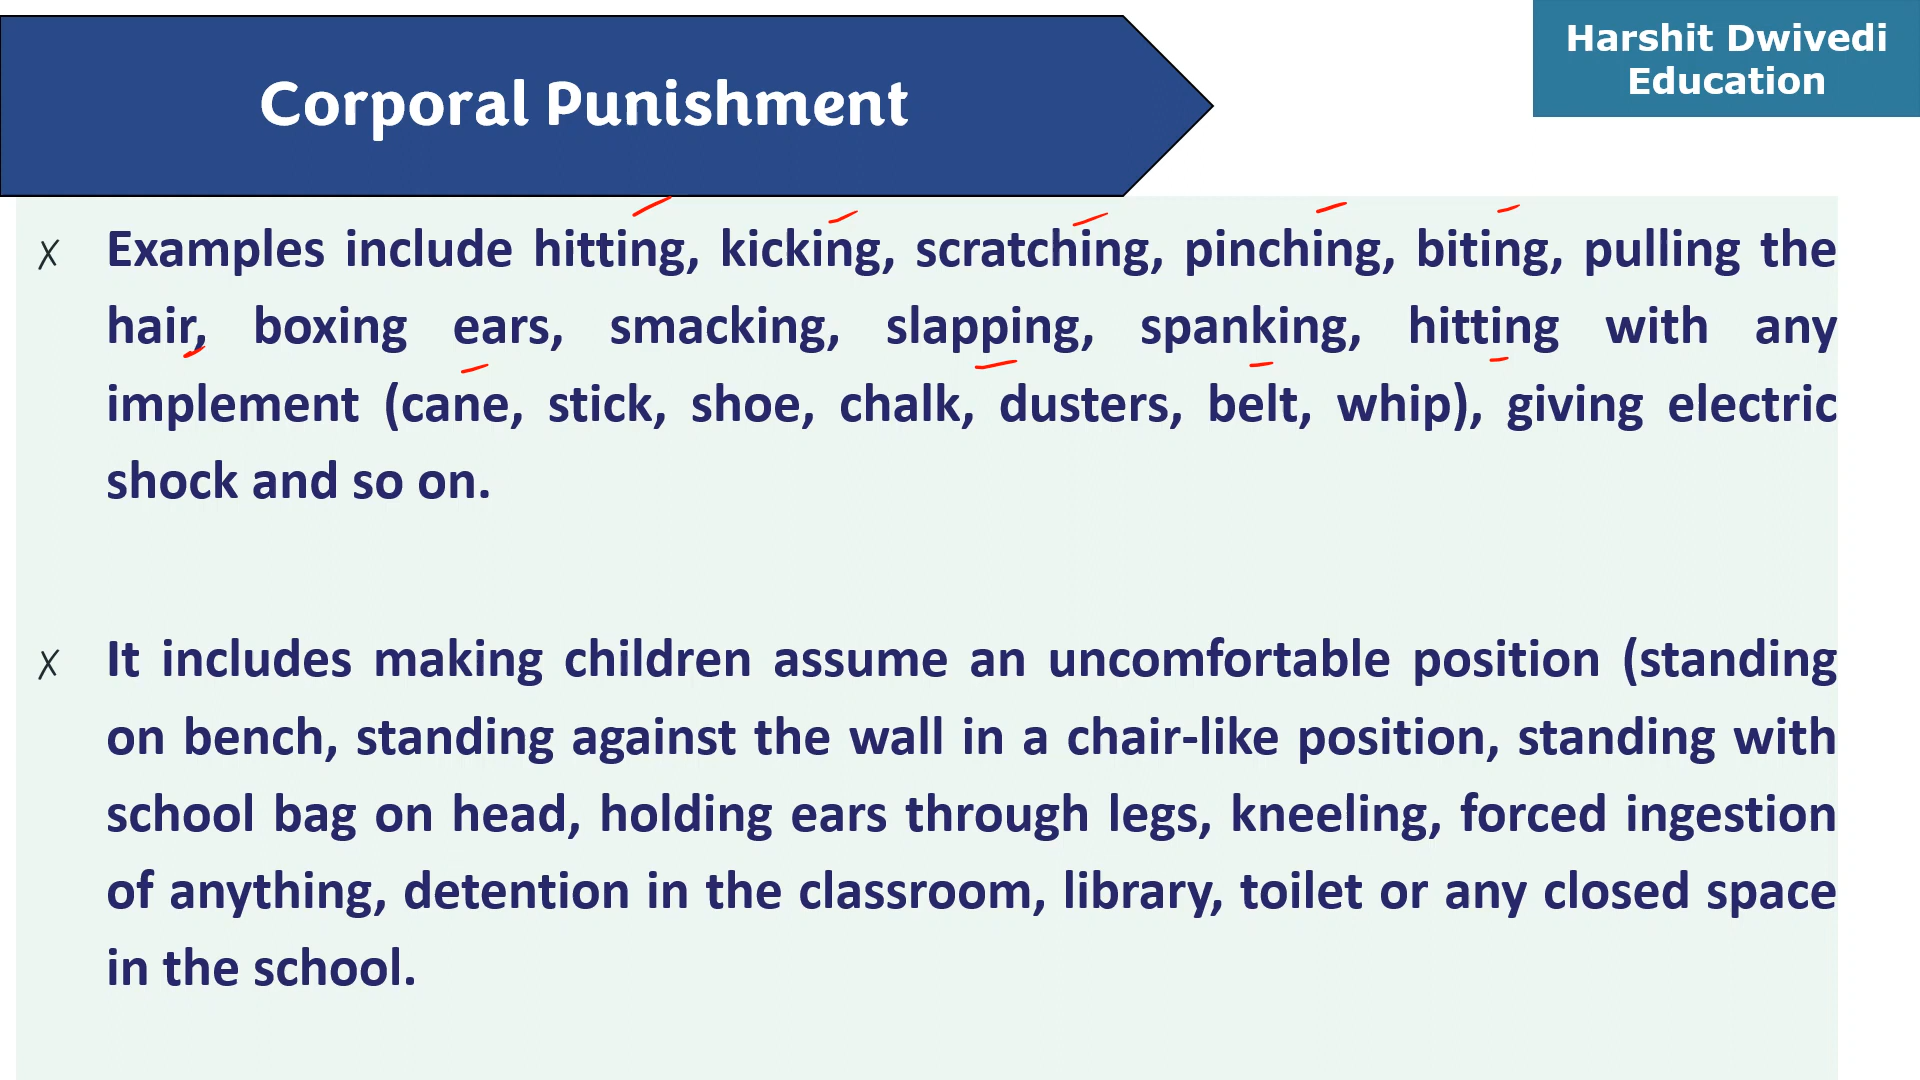 Harshit Dwivedi
Education
Corporal Punishment
Examples include hitting, kicking, scratching, pinching, biting, pulling the
hair, boxing ears, smacking, slapping, spanking, hitting with any
implement (cane, stick, shoe, chalk, dusters, belt, whip), giving electric
shock and so on.
It includes making children assume an uncomfortable position (standing
on bench, standing against the wall in a chair-like position, standing with
school bag on head, holding ears through legs, kneeling, forced ingestion
of anything, detention in the classroom, library, toilet or any closed space
in the school.